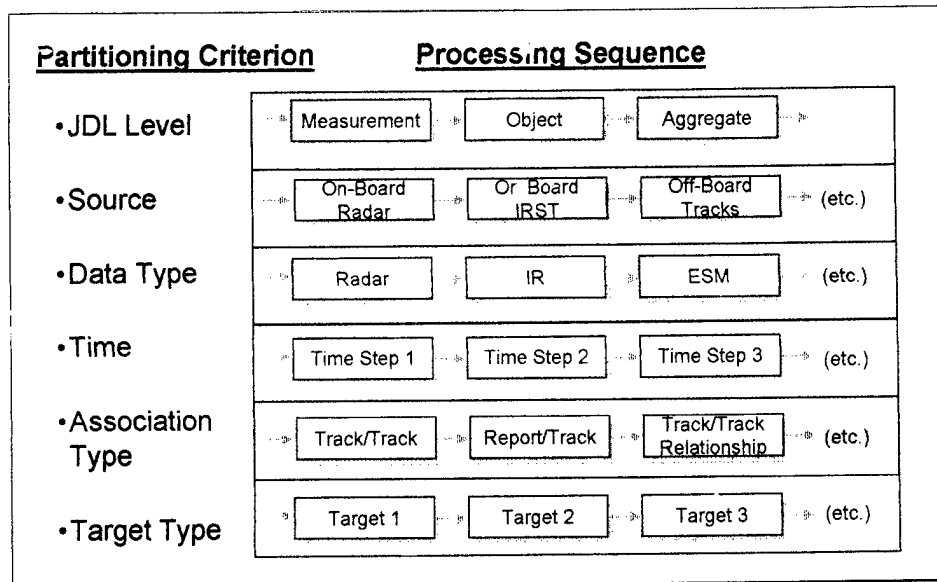 Partitioning Criterion Processing Sequence
•JDL Level Measurement Object Aggregate
•Source On-Board Radar Or Board IRST Off-Board Tracks (etc.)
•Data Type Radar IR ESM (etc.)
•Time Time Step 1 Time Step 2 Time Step 3 (etc.)
•Association Type Track/Track Report/Track Track/Track Relationship (etc.)
•Target Type Target 1 Target 2 Target 3 (etc.)